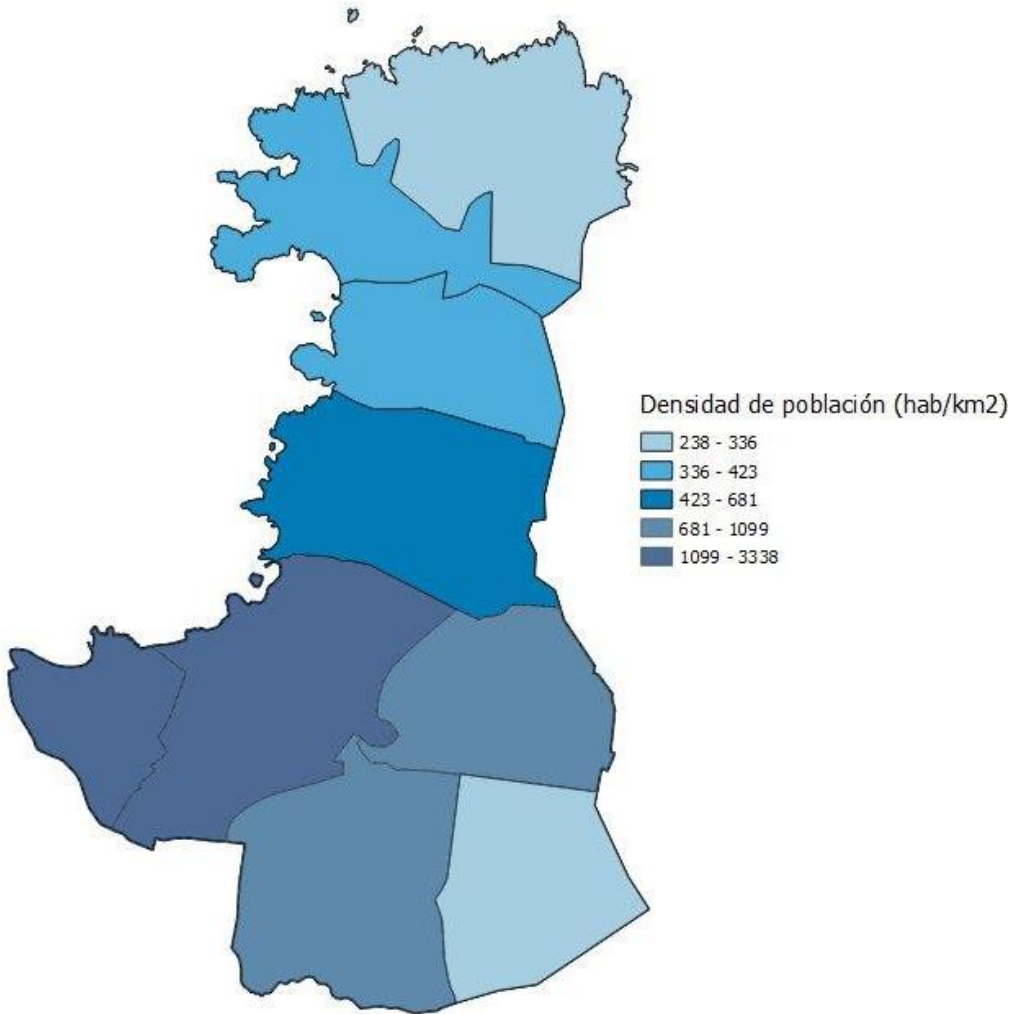 Densidad de población (hab/km2)
238 - 336
336 - 423
423 - 681
681 - 1099
1099 - 3338